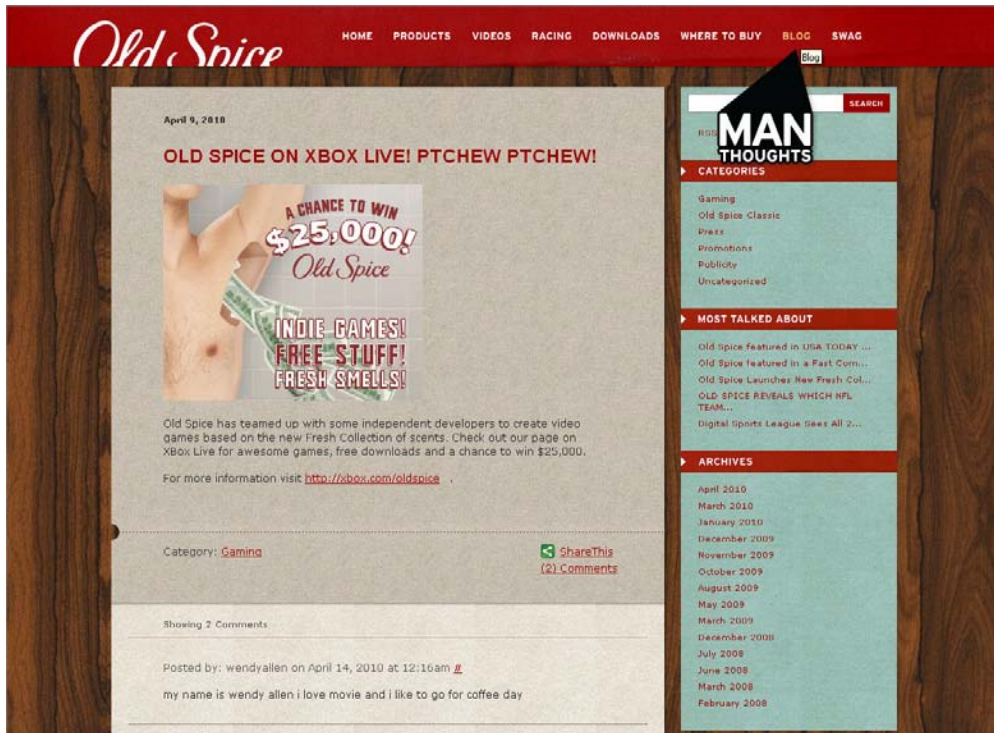 Old Spice
HOME PRODUCTS VIDEOS RACING DOWNLOADS WHERE TO BUY BLOG SWAG
Blog
April 9, 2010
OLD SPICE ON XBOX LIVE! PTCHEW PTCHEW!
A CHANCE TO WIN
$25,000!
Old Spice
INDIE GAMES!
FREE STUFF!
FRESH SMELLS!
Old Spice has teamed up with some independent developers to create video
games based on the new Fresh Collection of scents. Check out our page on
XBox Live for awesome games, free downloads and a chance to win $25,000.
For more information visit http://xbox.com/oldspice .
Category: Gaming
ShareThis
(2) Comments
Showing 2 Comments
Posted by: wendyallen on April 14, 2010 at 12:16am #
my name is wendy allen i love movie and i like to go for coffee day
SEARCH
RSS
MAN
THOUGHTS
CATEGORIES
Gaming
Old Spice Classic
Press
Promotions
Publicity
Uncategorized
MOST TALKED ABOUT
Old Spice featured in USA TODAY ...
Old Spice featured in a Fast Com...
Old Spice Launches New Fresh Col...
OLD SPICE REVEALS WHICH NFL
TEAM...
Digital Sports League Sees All 2...
ARCHIVES
April 2010
March 2010
January 2010
December 2009
November 2009
October 2009
August 2009
May 2009
March 2009
December 2008
July 2008
June 2008
March 2008
February 2008